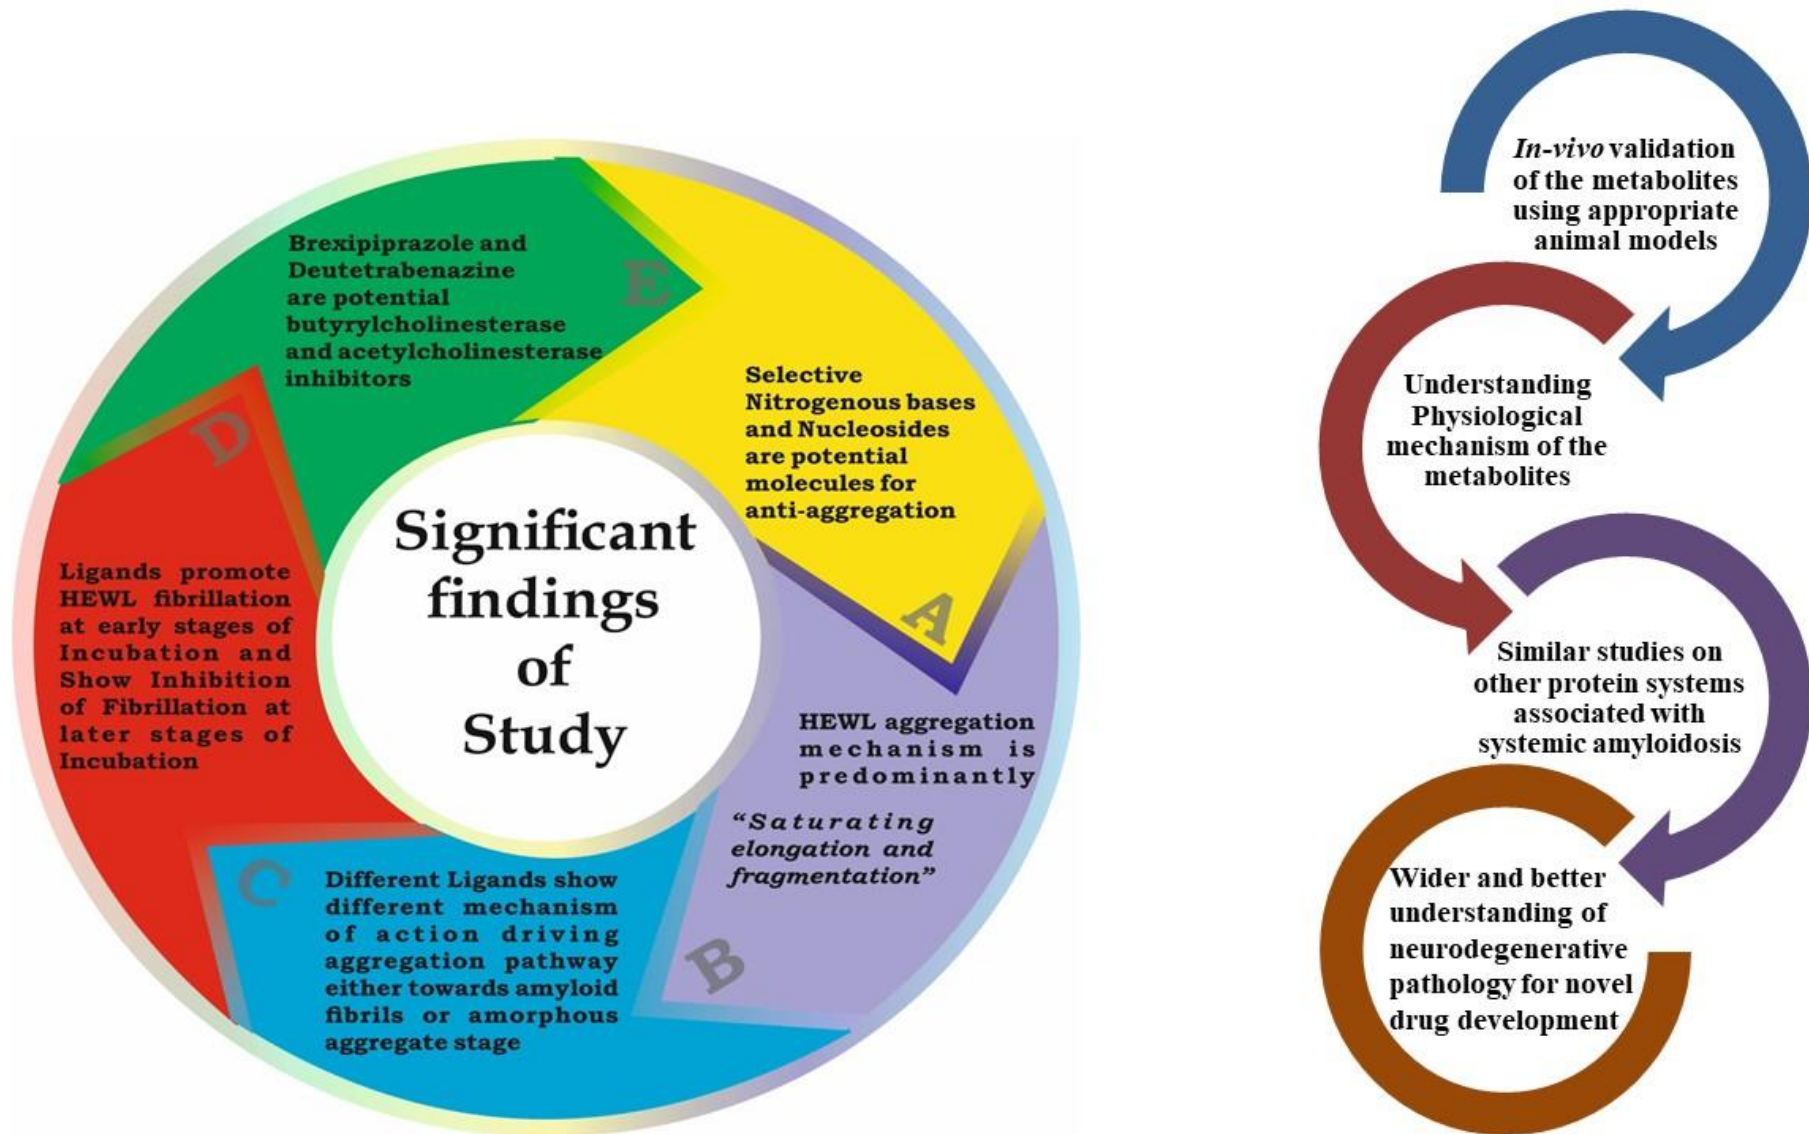 Significant
findings
of
Study
Selective
Nitrogenous bases
and Nucleosides
are potential
molecules for
anti-aggregation
A
HEWL aggregation
mechanism is
predominantly
“Saturating
elongation and
fragmentation”
B
Different Ligands show
different mechanism
of action driving
aggregation pathway
either towards amyloid
fibrils or amorphous
aggregate stage
C
Ligands promote
HEWL fibrillation
at early stages of
Incubation and
Show Inhibition
of Fibrillation at
later stages of
Incubation
D
Brexipiprazole and
Deutetrabenazine
are potential
butyrylcholinesterase
and acetylcholinesterase
inhibitors
E
In-vivo validation
of the metabolites
using appropriate
animal models
Understanding
Physiological
mechanism of the
metabolites
Similar studies on
other protein systems
associated with
systemic amyloidosis
Wider and better
understanding of
neurodegenerative
pathology for novel
drug development